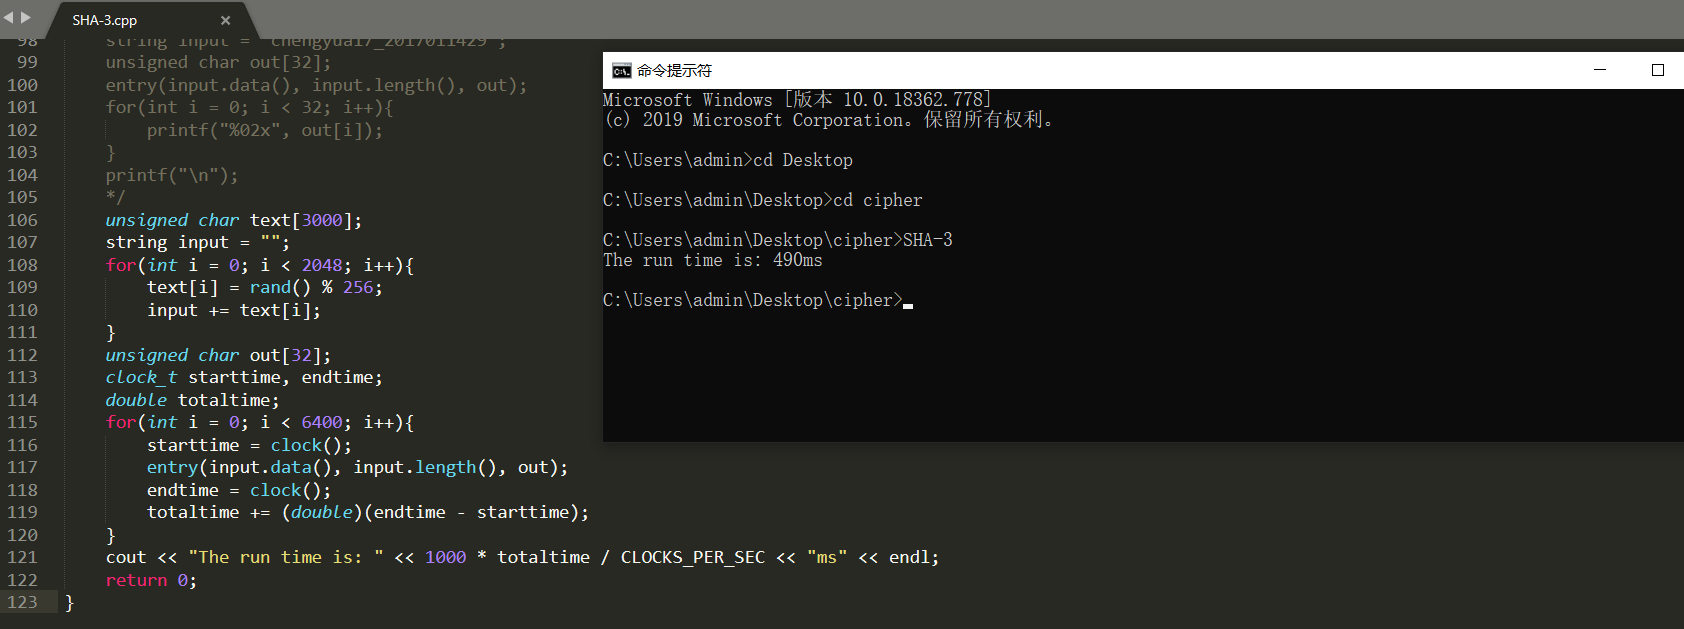 SHA-3.cpp
98 string input = "chengyuai7_2017011429";
99 unsigned char out[32];
100 entry(input.data(), input.length(), out);
101 for(int i = 0; i < 32; i++){
102 printf("%02x", out[i]);
103 }
104 printf("\n");
105 */
106 unsigned char text[3000];
107 string input = "";
108 for(int i = 0; i < 2048; i++){
109 text[i] = rand() % 256;
110 input += text[i];
111 }
112 unsigned char out[32];
113 clock_t starttime, endtime;
114 double totaltime;
115 for(int i = 0; i < 6400; i++){
116 starttime = clock();
117 entry(input.data(), input.length(), out);
118 endtime = clock();
119 totaltime += (double)(endtime - starttime);
120 }
121 cout << "The run time is: " << 1000 * totaltime / CLOCKS_PER_SEC << "ms" << endl;
122 return 0;
123 }
命令提示符
Microsoft Windows [版本 10.0.18362.778]
(c) 2019 Microsoft Corporation。保留所有权利。
C:\Users\admin>cd Desktop
C:\Users\admin\Desktop>cd cipher
C:\Users\admin\Desktop\cipher>SHA-3
The run time is: 490ms
C:\Users\admin\Desktop\cipher>